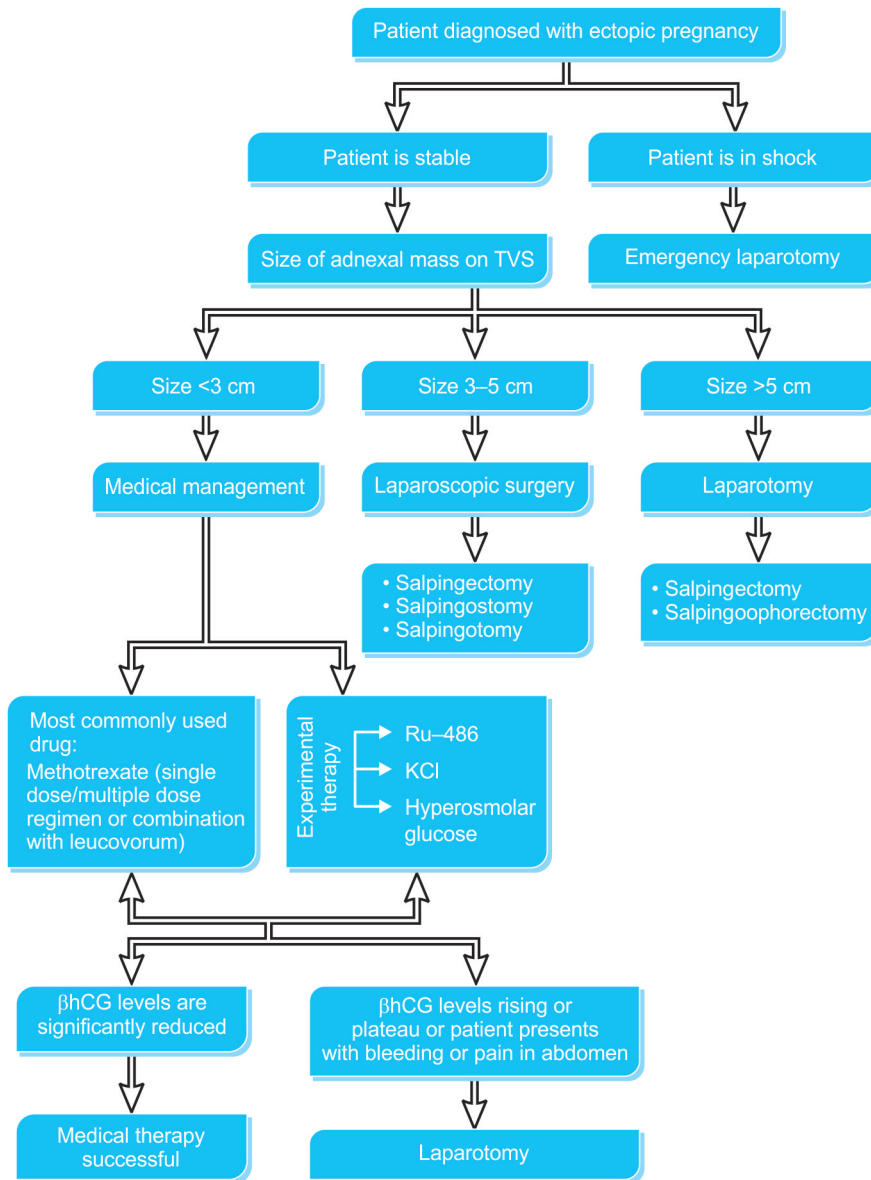 Patient diagnosed with ectopic pregnancy
Patient is stable
Patient is in shock
Size of adnexal mass on TVS
Emergency laparotomy
Size <3 cm
Size 3–5 cm
Size >5 cm
Medical management
Laparoscopic surgery
Laparotomy
• Salpingectomy
• Salpingostomy
• Salpingotomy
• Salpingectomy
• Salpingoophorectomy
Most commonly used
drug:
Methotrexate (single
dose/multiple dose
regimen or combination
with leucovorum)
Experimental
therapy
Ru–486
KCl
Hyperosmolar
glucose
βhCG levels are
significantly reduced
βhCG levels rising or
plateau or patient presents
with bleeding or pain in abdomen
Medical therapy
successful
Laparotomy